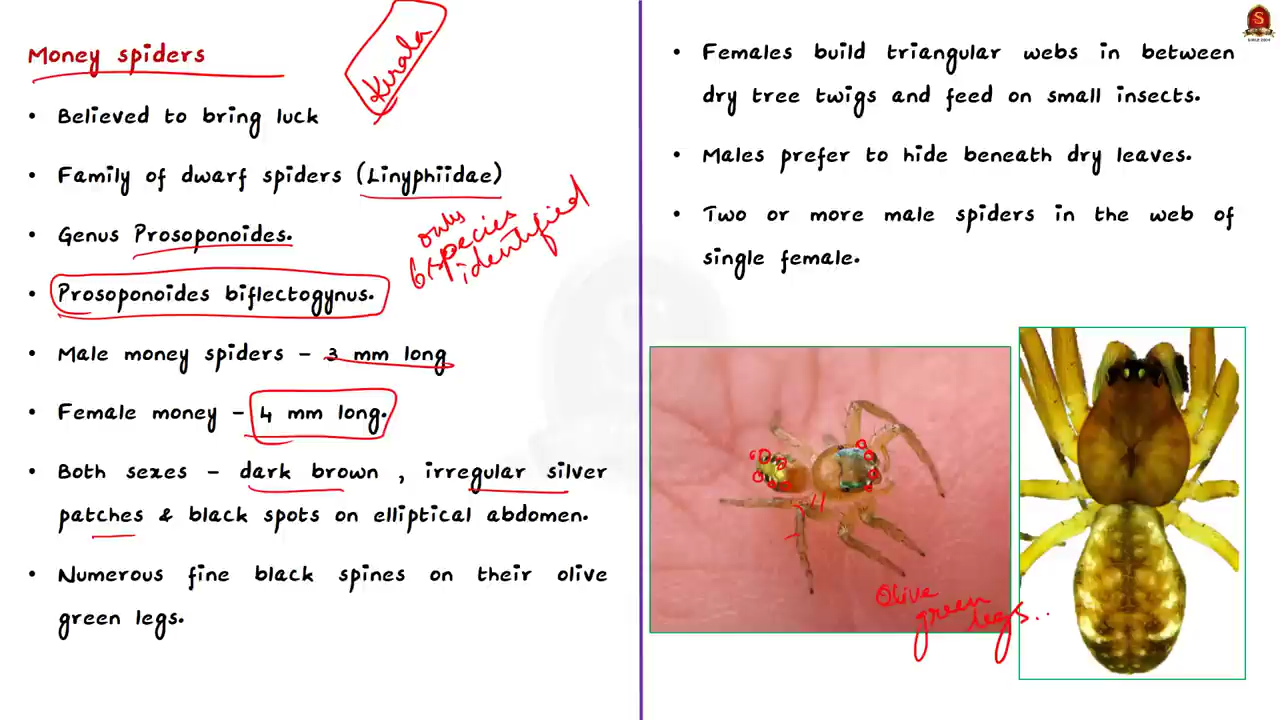 Money spiders
Kerala
• Believed to bring luck
• Family of dwarf spiders (Linyphiidae)
• Genus Prosoponoides.
only
6 species
identified
• Prosoponoides biflectogynus.
• Male money spiders - 3 mm long
• Female money - 4 mm long.
• Both sexes - dark brown , irregular silver
patches & black spots on elliptical abdomen.
• Numerous fine black spines on their olive
green legs.
• Females build triangular webs in between
dry tree twigs and feed on small insects.
• Males prefer to hide beneath dry leaves.
• Two or more male spiders in the web of
single female.
Olive
green
legs..